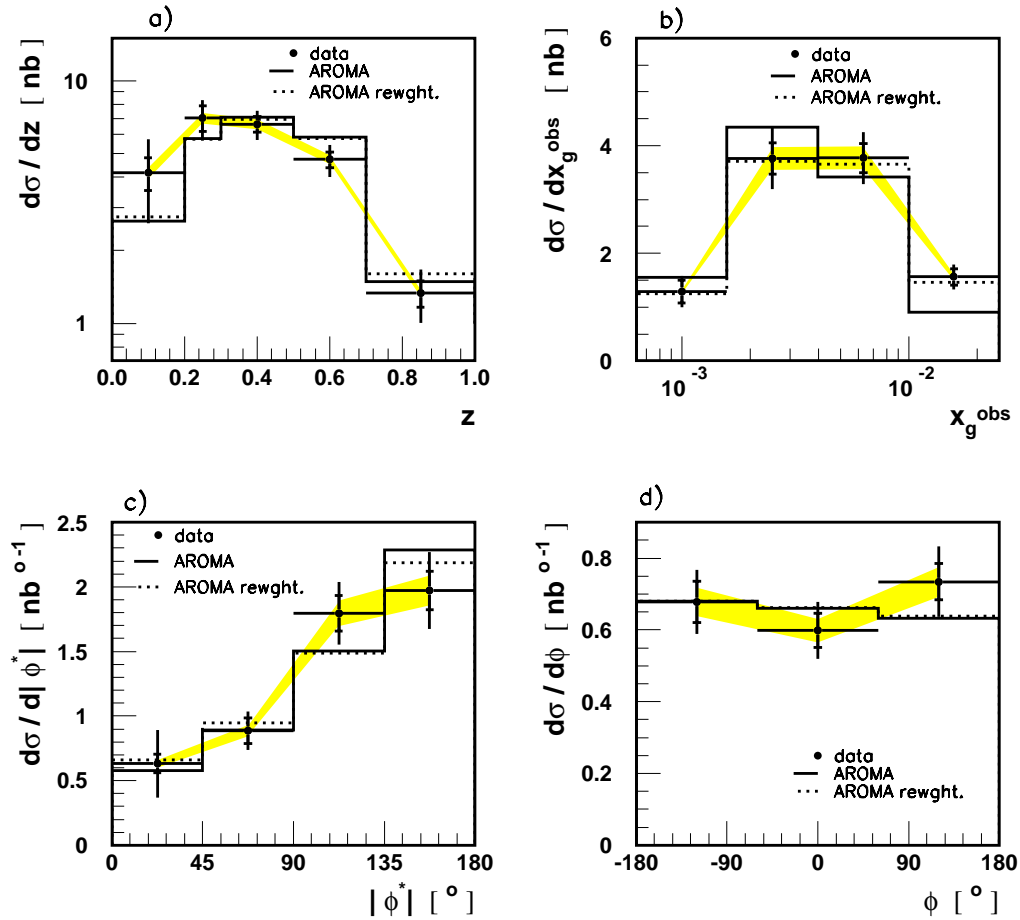 a)
dσ / dz [ nb ]
10
1
data
AROMA
AROMA rewght.
0.0 0.2 0.4 0.6 0.8 1.0
z
b)
dσ / dx_g^obs [ nb ]
6
4
2
0
data
AROMA
AROMA rewght.
10^-3 10^-2
x_g^obs
c)
dσ / d|ϕ*| [ nb °^-1 ]
2.5
2
1.5
1
0.5
0
data
AROMA
AROMA rewght.
0 45 90 135 180
|ϕ*| [ ° ]
d)
dσ / dϕ [ nb °^-1 ]
0.8
0.6
0.4
0.2
0
data
AROMA
AROMA rewght.
-180 -90 0 90 180
ϕ [ ° ]